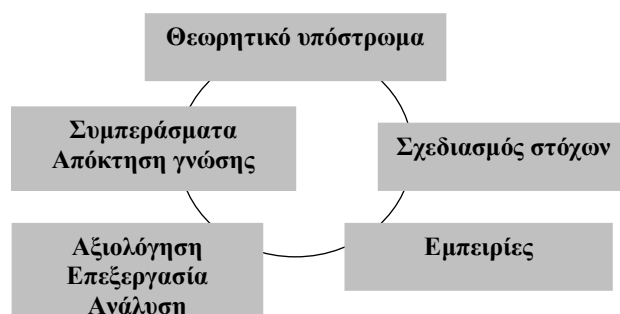 Θεωρητικό υπόστρωμα
Συμπεράσματα
Απόκτηση γνώσης
Σχεδιασμός στόχων
Αξιολόγηση
Επεξεργασία
Ανάλυση
Εμπειρίες